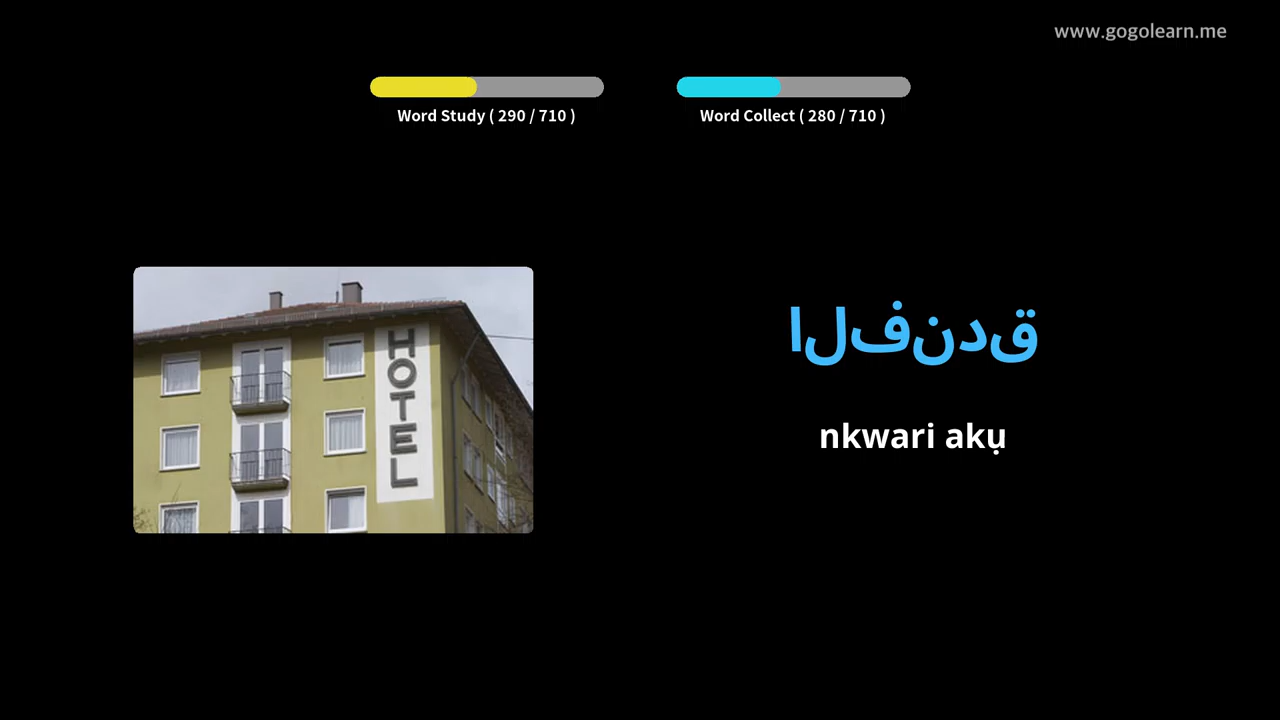 www.gogolearn.me
Word Study ( 290 / 710 )
Word Collect ( 280 / 710 )
HOTEL
الفندق
nkwari akụ